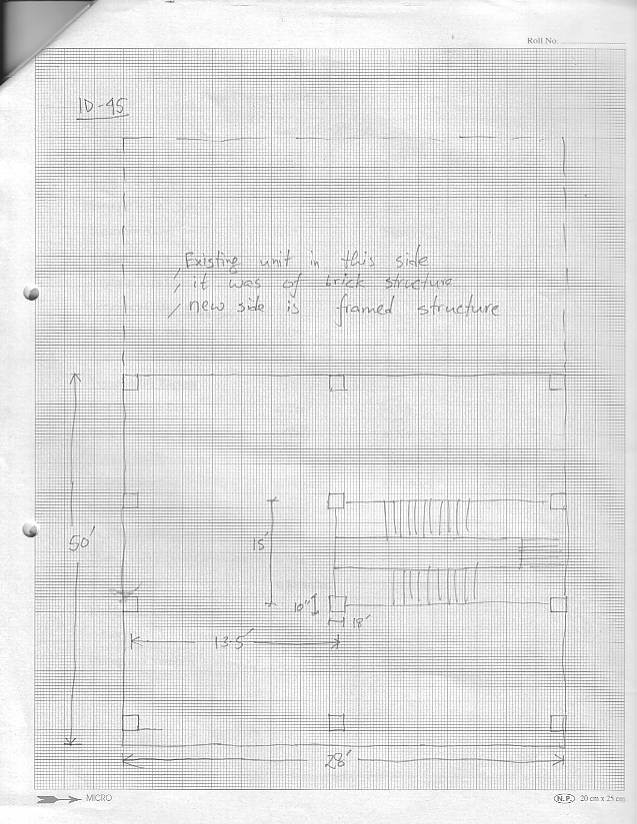 Roll No.
ID-45
Existing unit in this side
it was of brick structure
new side is framed structure
50'
15'
10"
18'
13.5'
28'
MICRO
N.P. 20 cm x 25 cm